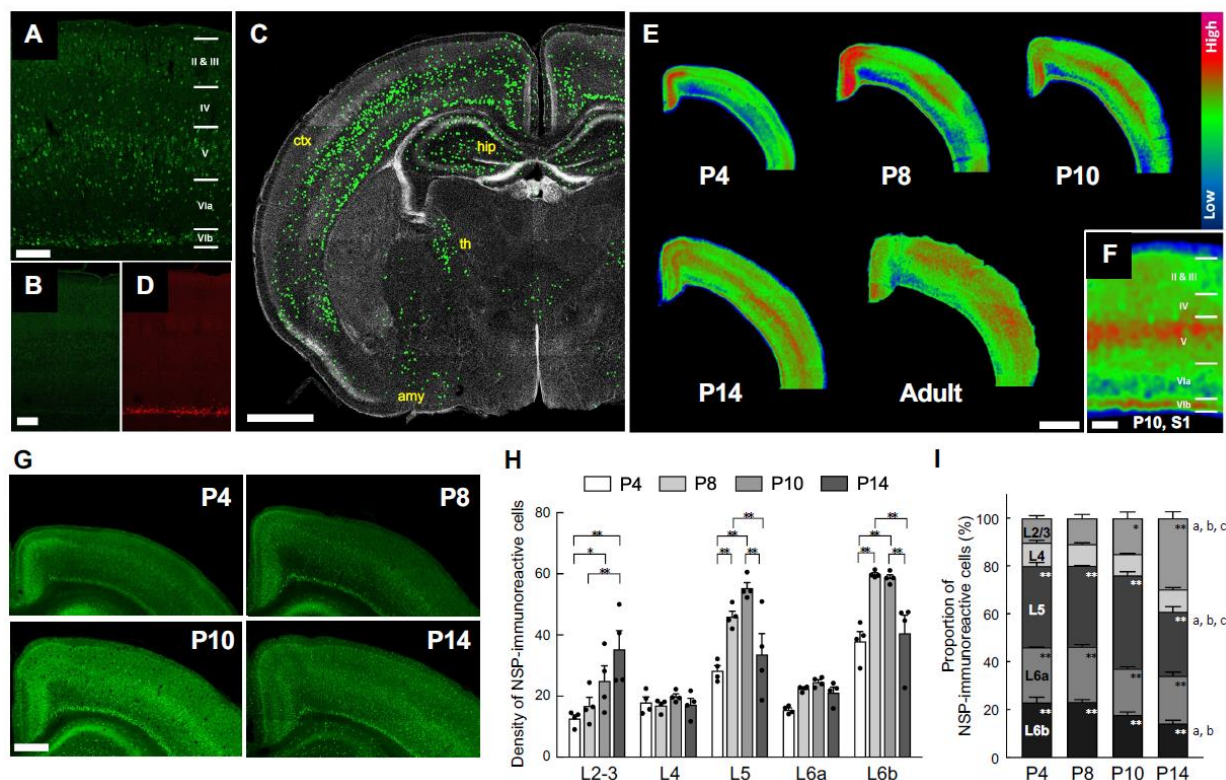 A
II & III
IV
V
VIa
VIb
B
D
C
ctx
hip
th
amy
E
P4
P8
P10
P14
Adult
High
Low
F
II & III
IV
V
VIa
VIb
P10, S1
G
P4
P8
P10
P14
H
P4 P8 P10 P14
Density of NSP-immunoreactive cells
80
60
40
20
0
** * ** ** ** ** ** ** ** ** **
L2-3 L4 L5 L6a L6b
I
Proportion of
NSP-immunoreactive cells (%)
100
80
60
40
20
0
L2/3
L4
L5
L6a
L6b
* **
** ** ** **
** **
** ** ** **
a, b, c
a, b, c
a, b
P4 P8 P10 P14